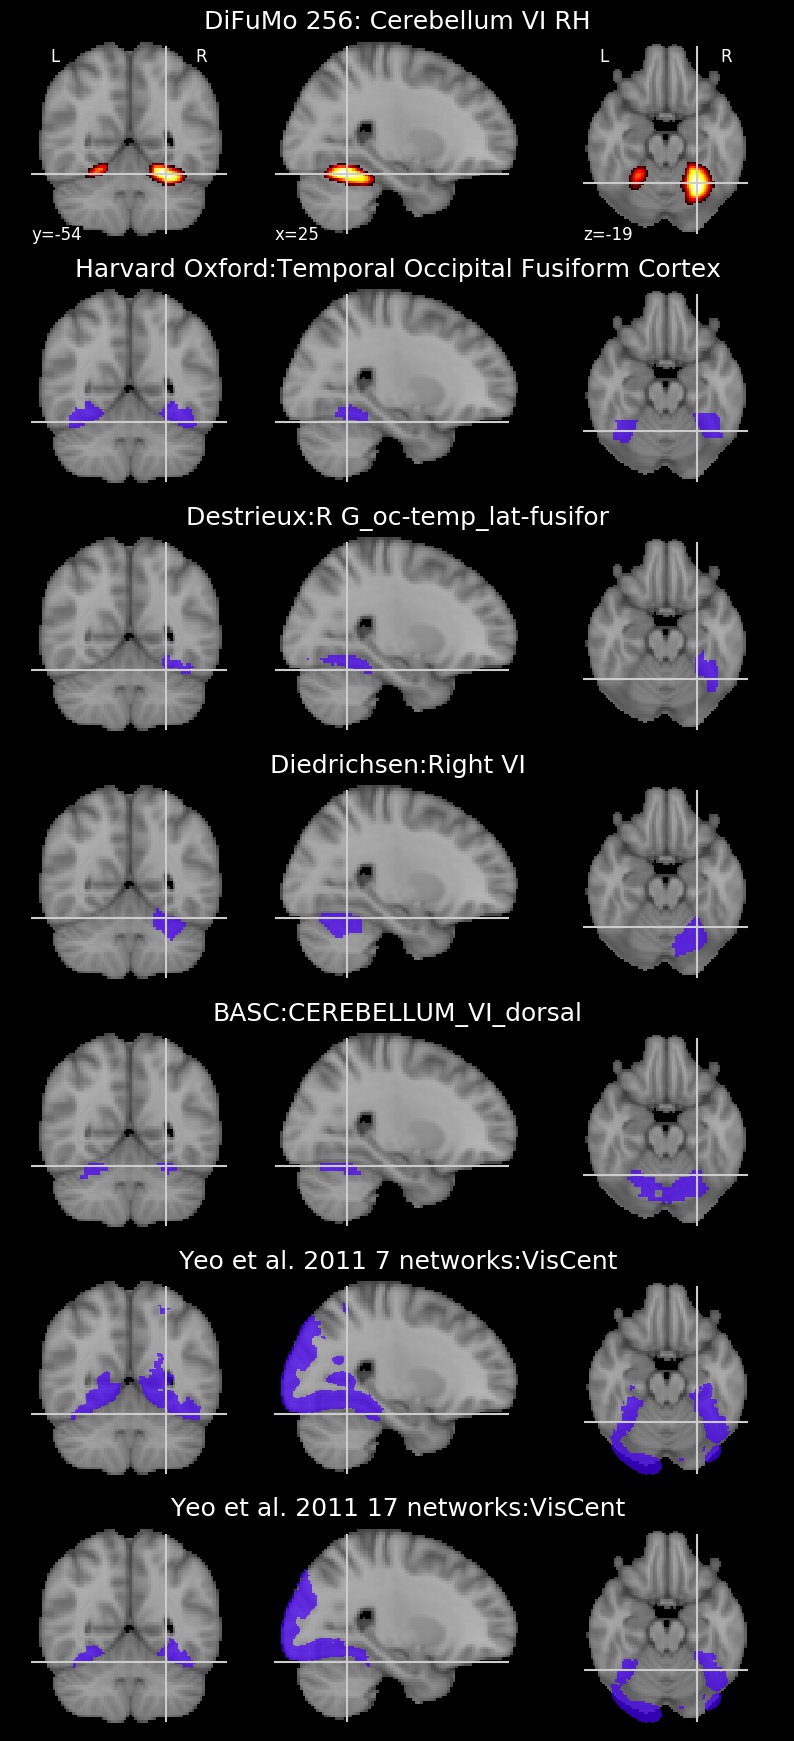 DiFuMo 256: Cerebellum VI RH
L R L R
y=-54 x=25 z=-19
Harvard Oxford:Temporal Occipital Fusiform Cortex
Destrieux:R G_oc-temp_lat-fusifor
Diedrichsen:Right VI
BASC:CEREBELLUM_VI_dorsal
Yeo et al. 2011 7 networks:VisCent
Yeo et al. 2011 17 networks:VisCent